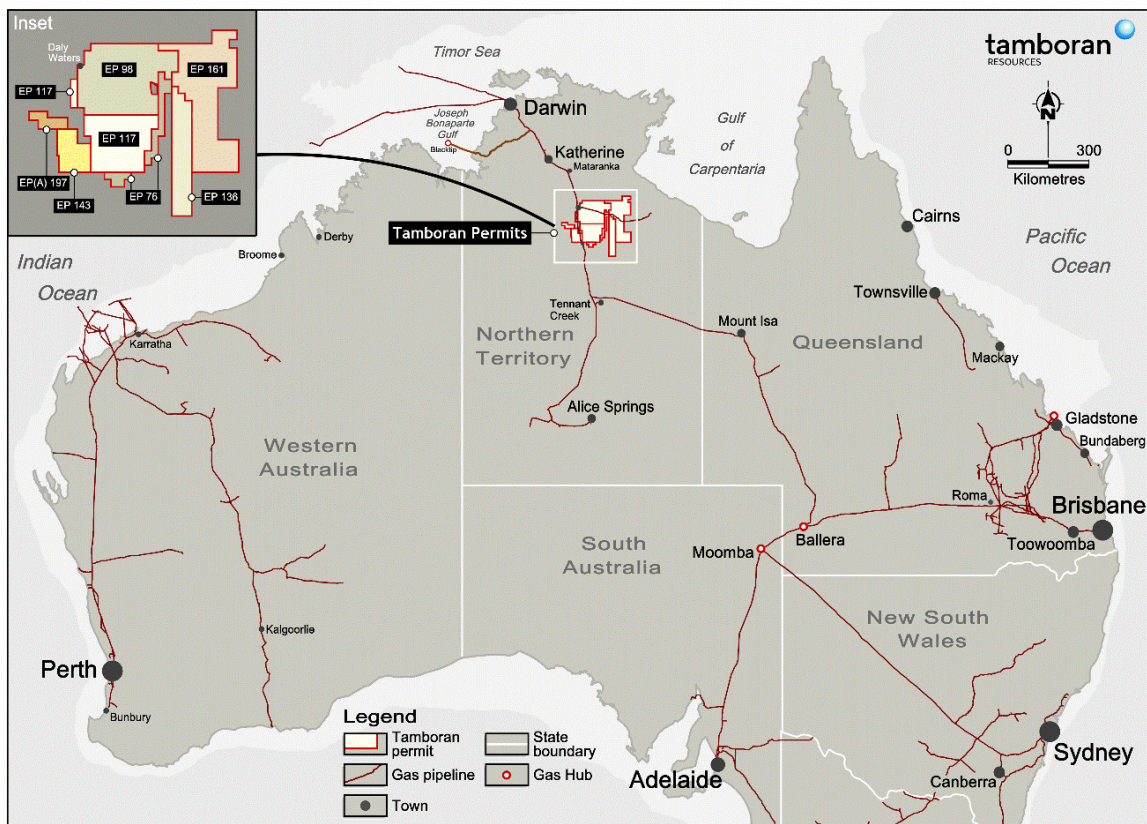 Inset
Daly
Waters
EP 98
EP 161
EP 117
EP 117
EP(A) 197
EP 143
EP 76
EP 136
tamboran
RESOURCES
N
0 300
Kilometres
Timor Sea
Darwin
Joseph
Bonaparte
Gulf
Blacktip
Katherine
Mataranka
Gulf
of
Carpentaria
Tamboran Permits
Cairns
Pacific
Ocean
Derby
Broome
Indian
Ocean
Townsville
Tennant
Creek
Mount Isa
Northern
Territory
Queensland
Karratha
Mackay
Alice Springs
Gladstone
Bundaberg
Western
Australia
Roma
Brisbane
Ballera
Toowoomba
South
Australia
Moomba
New South
Wales
Kalgoorlie
Perth
Bunbury
Legend
Tamboran
permit
State
boundary
Gas pipeline
Gas Hub
Town
Adelaide
Sydney
Canberra